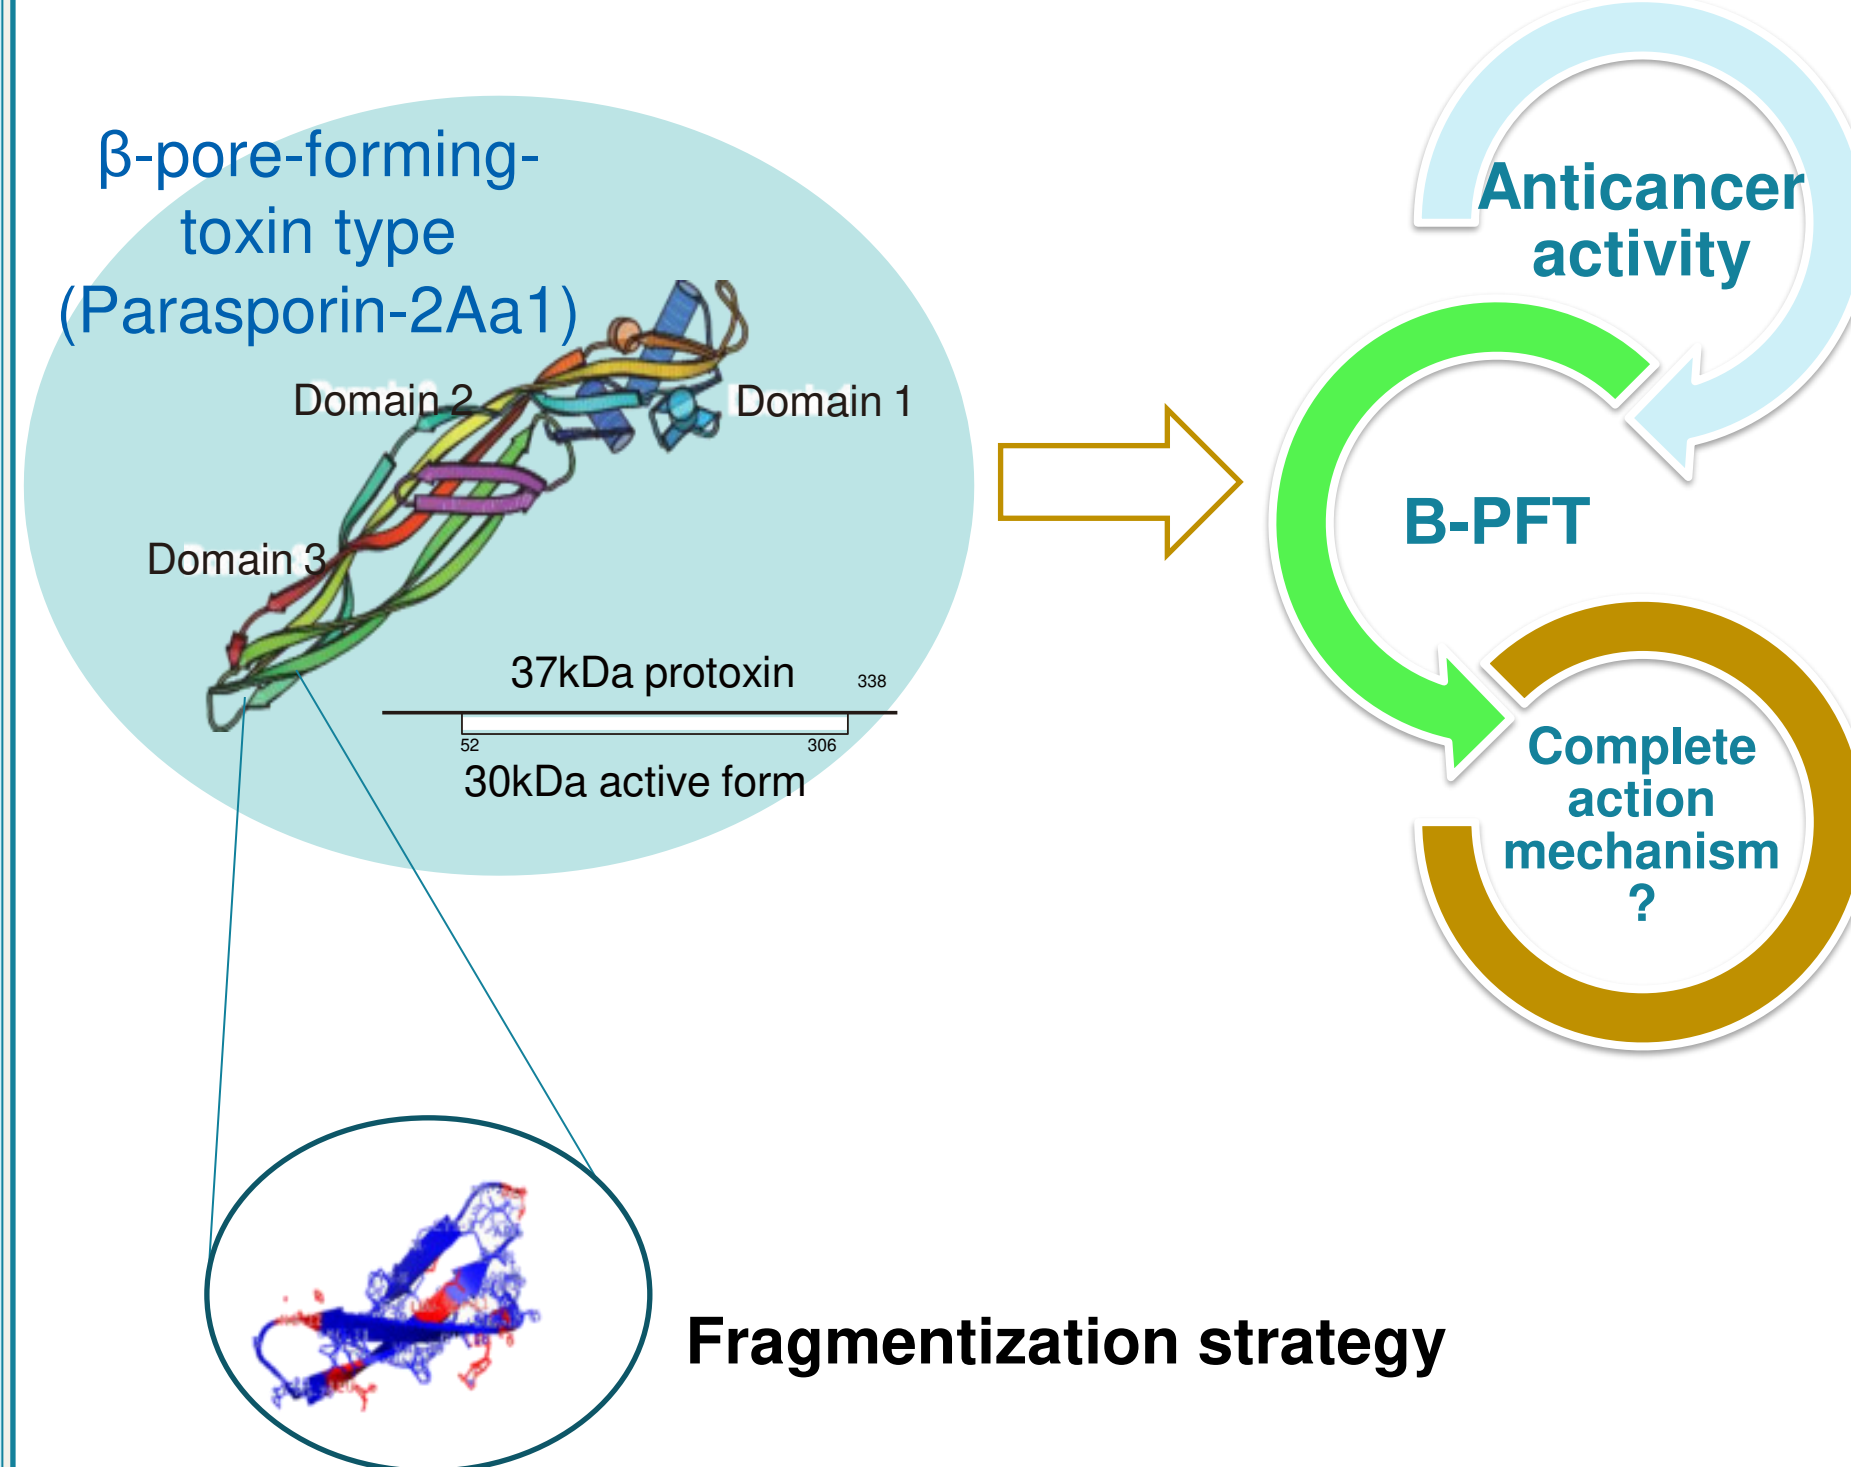 β-pore-forming-
toxin type
(Parasporin-2Aa1)
Domain 2
Domain 1
Domain 3
37kDa protoxin
338
52
306
30kDa active form
Anticancer
activity
B-PFT
Complete
action
mechanism
?
Fragmentization strategy